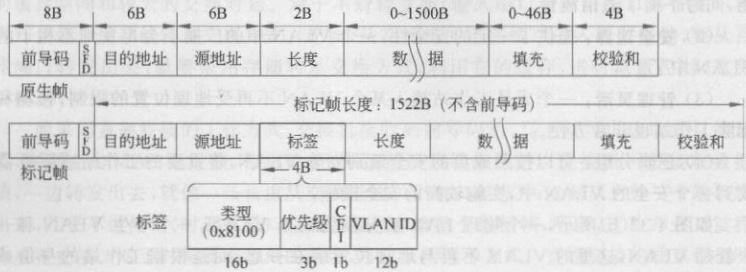 8B 6B 6B 2B 0~1500B 0~46B 4B
前导码 SFD 目的地址 源地址 长度 数 据 填充 校验和
原生帧 标记帧长度：1522B（不含前导码）
前导码 SFD 目的地址 源地址 标签 长度 数 据 填充 校验和
标记帧 4B
标签 类型 (0x8100) 优先级 CFI VLAN ID
16b 3b 1b 12b